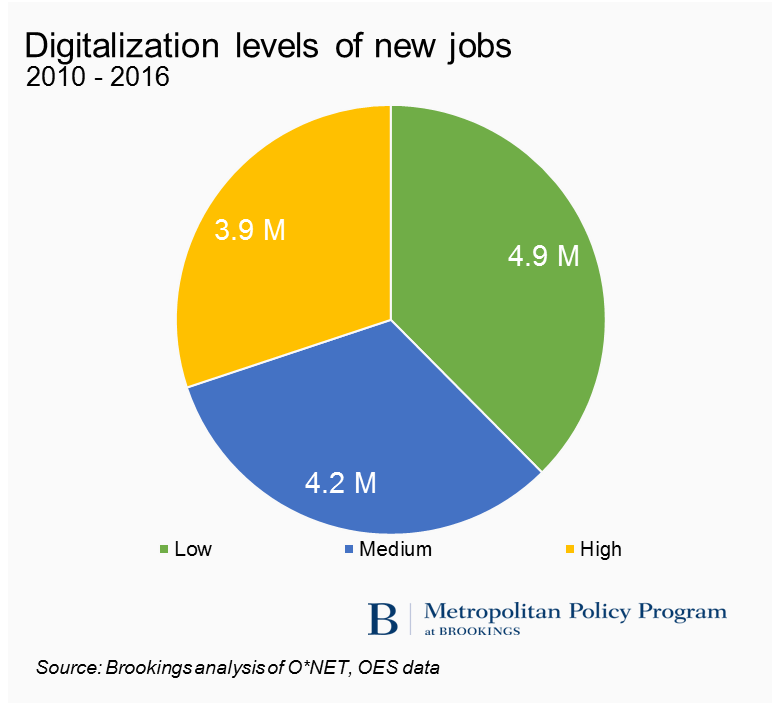 Digitalization levels of new jobs
2010 - 2016
3.9 M
4.9 M
4.2 M
Low Medium High
B Metropolitan Policy Program
at BROOKINGS
Source: Brookings analysis of O*NET, OES data